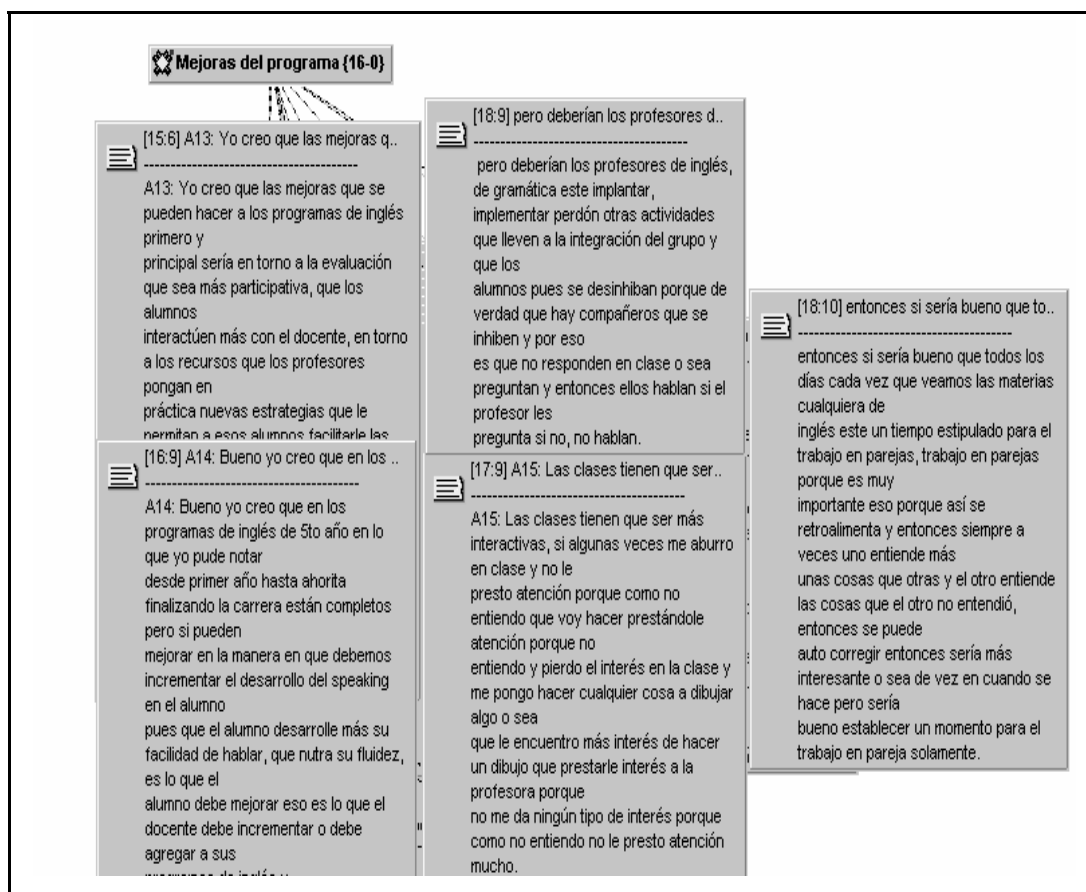 Mejoras del programa {16-0}
[15:6] A13: Yo creo que las mejoras q..
----------------------------------------
A13: Yo creo que las mejoras que se
pueden hacer a los programas de inglés
primero y
principal sería en torno a la evaluación
que sea más participativa, que los
alumnos
interactúen más con el docente, en torno
a los recursos que los profesores
pongan en
práctica nuevas estrategias que le
permitan a esos alumnos facilitarle las
[16:9] A14: Bueno yo creo que en los ..
----------------------------------------
A14: Bueno yo creo que en los
programas de inglés de 5to año en lo
que yo pude notar
desde primer año hasta ahorita
finalizando la carrera están completos
pero si pueden
mejorar en la manera en que debemos
incrementar el desarrollo del speaking
en el alumno
pues que el alumno desarrolle más su
facilidad de hablar, que nutra su fluidez,
es lo que el
alumno debe mejorar eso es lo que el
docente debe incrementar o debe
agregar a sus
programas de inglés y
[18:9] pero deberían los profesores d..
----------------------------------------
pero deberían los profesores de inglés,
de gramática este implantar,
implementar perdón otras actividades
que lleven a la integración del grupo y
que los
alumnos pues se desinhiban porque de
verdad que hay compañeros que se
inhiben y por eso
es que no responden en clase o sea
preguntan y entonces ellos hablan si el
profesor les
pregunta si no, no hablan.
[17:9] A15: Las clases tienen que ser..
----------------------------------------
A15: Las clases tienen que ser más
interactivas, si algunas veces me aburro
en clase y no le
presto atención porque como no
entiendo que voy hacer prestándole
atención porque no
entiendo y pierdo el interés en la clase y
me pongo hacer cualquier cosa a dibujar
algo o sea
que le encuentro más interés de hacer
un dibujo que prestarle interés a la
profesora porque
no me da ningún tipo de interés porque
como no entiendo no le presto atención
mucho.
[18:10] entonces si sería bueno que to..
----------------------------------------
entonces si sería bueno que todos los
días cada vez que veamos las materias
cualquiera de
inglés este un tiempo estipulado para el
trabajo en parejas, trabajo en parejas
porque es muy
importante eso porque así se
retroalimenta y entonces siempre a
veces uno entiende más
unas cosas que otras y el otro entiende
las cosas que el otro no entendió,
entonces se puede
auto corregir entonces sería más
interesante o sea de vez en cuando se
hace pero sería
bueno establecer un momento para el
trabajo en pareja solamente.